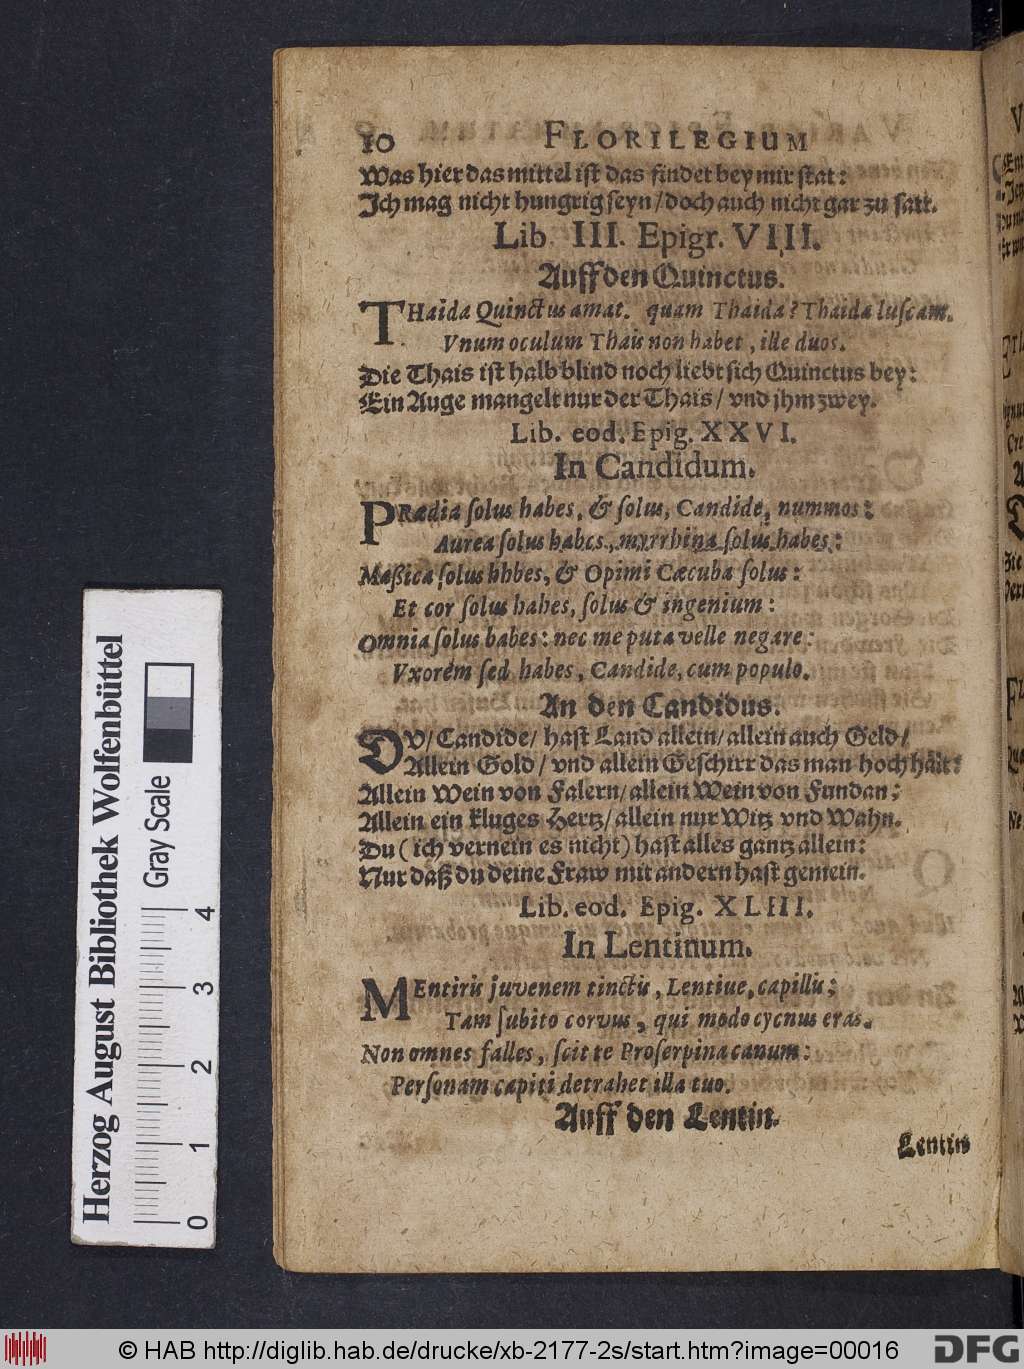 10 FLORILEGIUM
Was hier das mittel ist das findet bey mir stat:
Ich mag nicht hungrig seyn/ doch auch nicht gar zu satt.
Lib. III. Epigr. VIII.
Auff den Quinctus.
THaida Quinctus amat. quam Thaida? Thaida luſcam.
Vnum oculum Thais non habet, ille duos.
Die Thais ist halb blind noch liebt sich Quinctus bey:
Ein Auge mangelt nur der Thais/ vnd jhm zwey.
Lib. eod. Epig. XXVI.
In Candidum.
PRædia ſolus habes, & ſolus, Candide, nummos:
Aurea ſolus habes, myrrhina ſolus habes:
Maßica ſolus hbbes, & Opimi Cæcuba ſolus:
Et cor ſolus habes, ſolus & ingenium:
Omnia ſolus babes: nec me puta velle negare:
Vxorem ſed habes, Candide, cum populo.
An den Candidus.
DV/ Candide/ hast Land allein/ allein auch Geld/
Allein Gold/ vnd allein Geschirr das man hoch hält:
Allein Wein von Falern/ allein Wein von Fundan:
Allein ein kluges Hertz/ allein nur Witz vnd Wahn.
Du (ich vernein es nicht) hast alles gantz allein:
Nur daß du deine Fraw mit andern hast gemein.
Lib. eod. Epig. XLIII.
In Lentinum.
MEntiris juvenem tinctis, Lentiue, capillis:
Tam ſubito corvus, qui modo cycnus eras.
Non omnes falles, ſcit te Proſerpina canum:
Perſonam capiti detrahet illa tuo.
Auff den Lentin.
Lentin
Herzog August Bibliothek Wolfenbüttel
Gray Scale
0 1 2 3 4
© HAB http://diglib.hab.de/drucke/xb-2177-2s/start.htm?image=00016
DFG